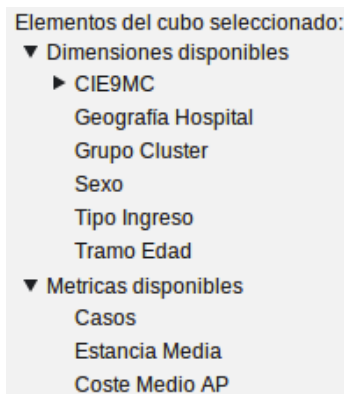 Elementos del cubo seleccionado:
Dimensiones disponibles
CIE9MC
Geografía Hospital
Grupo Cluster
Sexo
Tipo Ingreso
Tramo Edad
Metricas disponibles
Casos
Estancia Media
Coste Medio AP